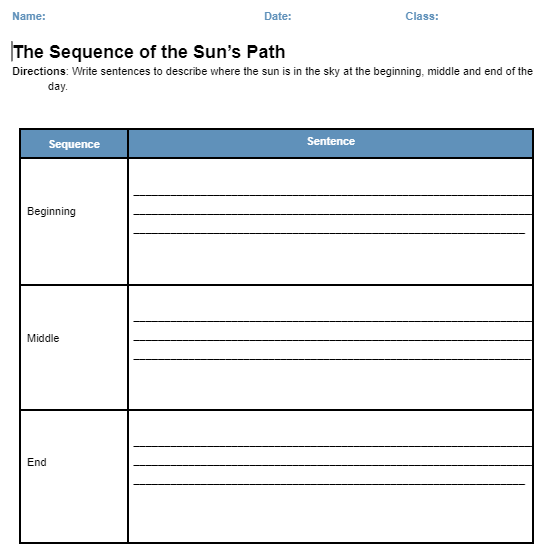 Name: Date: Class:
The Sequence of the Sun's Path
Directions: Write sentences to describe where the sun is in the sky at the beginning, middle and end of the
day.
Sequence Sentence
Beginning
Middle
End